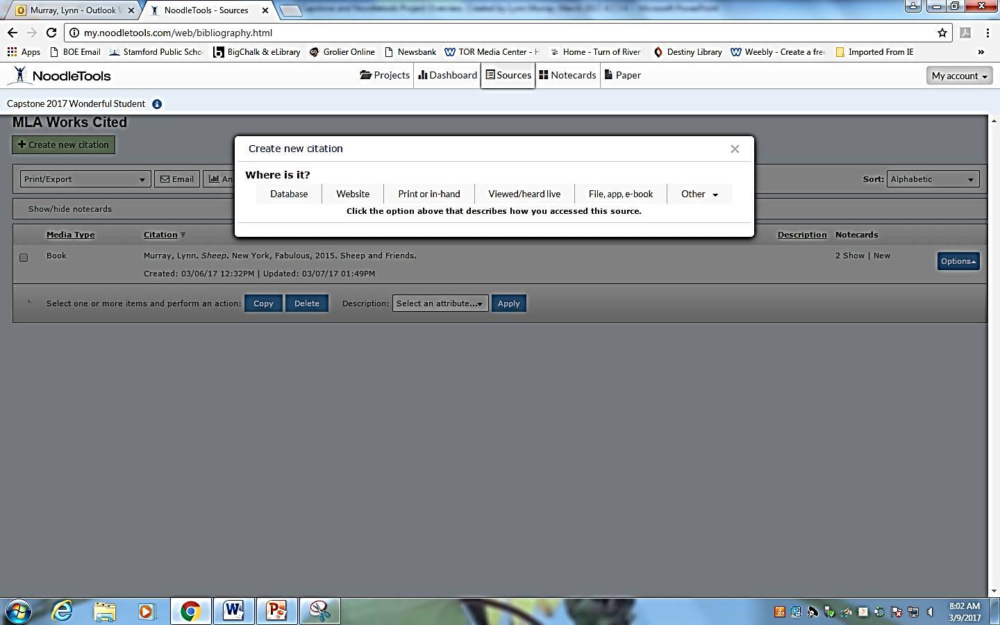 Murray, Lynn - Outlook
NoodleTools - Sources
my.noodletools.com/web/bibliography.html
Apps BOE Email Stamford Public Scho BigChalk & eLibrary Grolier Online Newsbank TOR Media Center - H Home - Turn of River Destiny Library Weebly - Create a free Imported From IE »
NoodleTools Projects Dashboard Sources Notecards Paper My account
Capstone 2017 Wonderful Student
MLA Works Cited
+ Create new citation
Create new citation
Where is it?
Database Website Print or in-hand Viewed/heard live File, app, e-book Other
Click the option above that describes how you accessed this source.
Print/Export Email An Sort: Alphabetic
Show/hide notecards
Media Type Citation Description Notecards
Book Murray, Lynn. Sheep. New York, Fabulous, 2015. Sheep and Friends. 2 Show | New Options
Created: 03/06/17 12:32PM | Updated: 03/07/17 01:49PM
Select one or more items and perform an action: Copy Delete Description: Select an attribute... Apply
8:02 AM
3/9/2017